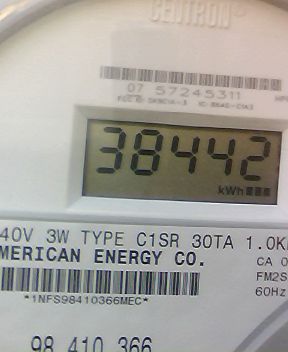 CENTRON®
07 57245311
38442
kWh
40V 3W TYPE C1SR 30TA 1.0K
MERICAN ENERGY CO.
CA 0
FM2S
60Hz
*1NFS98410366MEC*
98 410 366